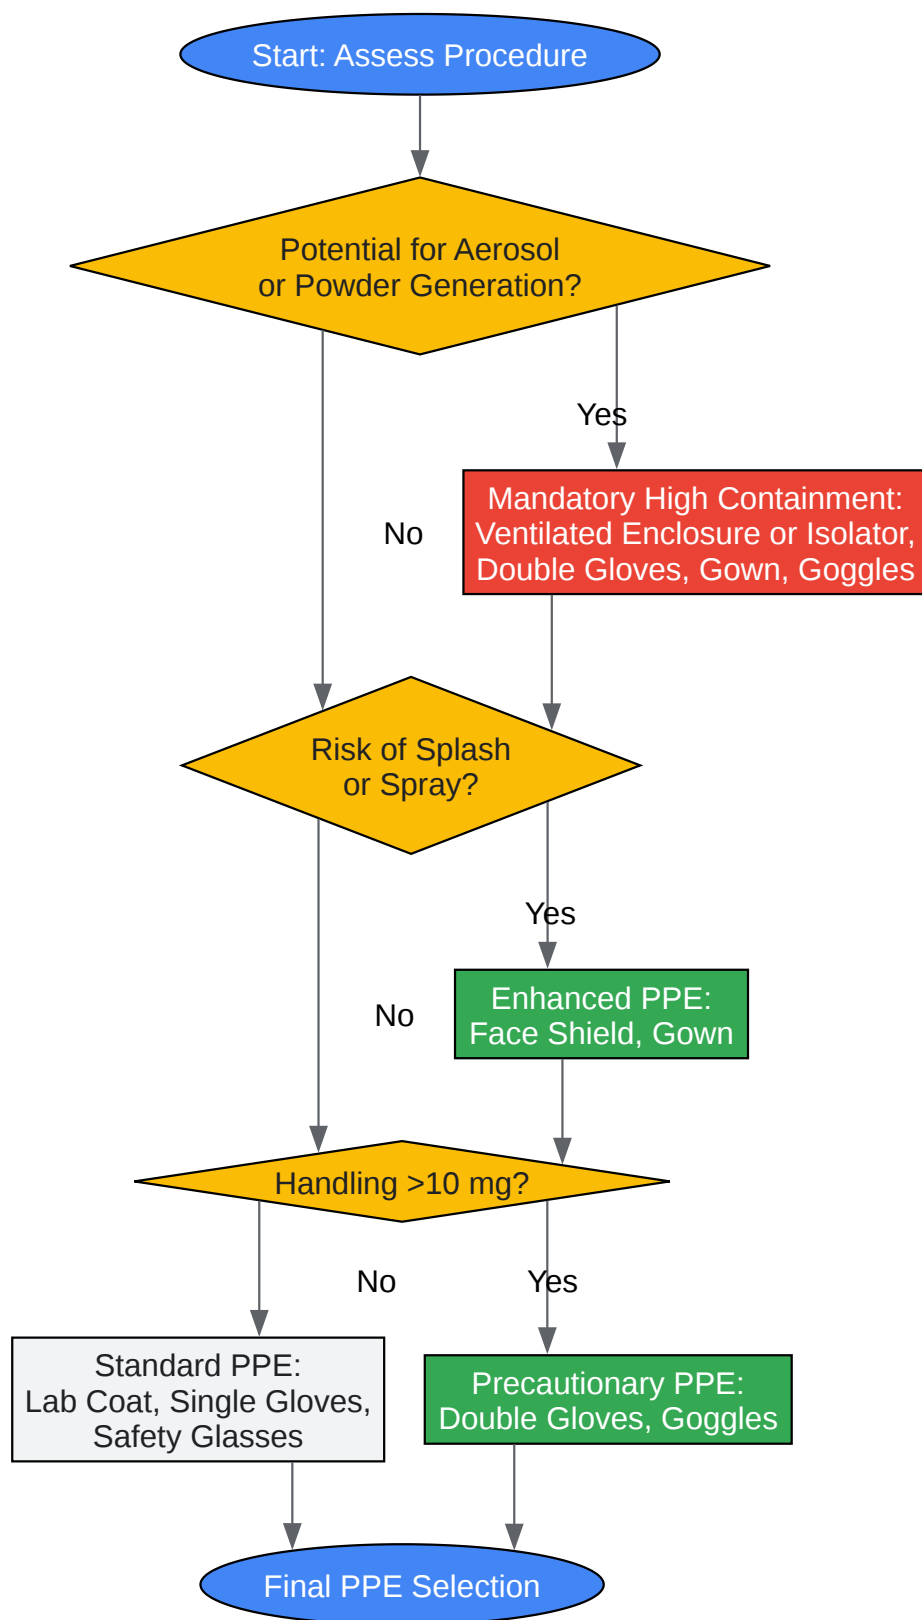 Start: Assess Procedure
Potential for Aerosol
or Powder Generation?
Yes
Mandatory High Containment:
Ventilated Enclosure or Isolator,
Double Gloves, Gown, Goggles
No
Risk of Splash
or Spray?
Yes
Enhanced PPE:
Face Shield, Gown
No
Handling >10 mg?
No
Yes
Standard PPE:
Lab Coat, Single Gloves,
Safety Glasses
Precautionary PPE:
Double Gloves, Goggles
Final PPE Selection